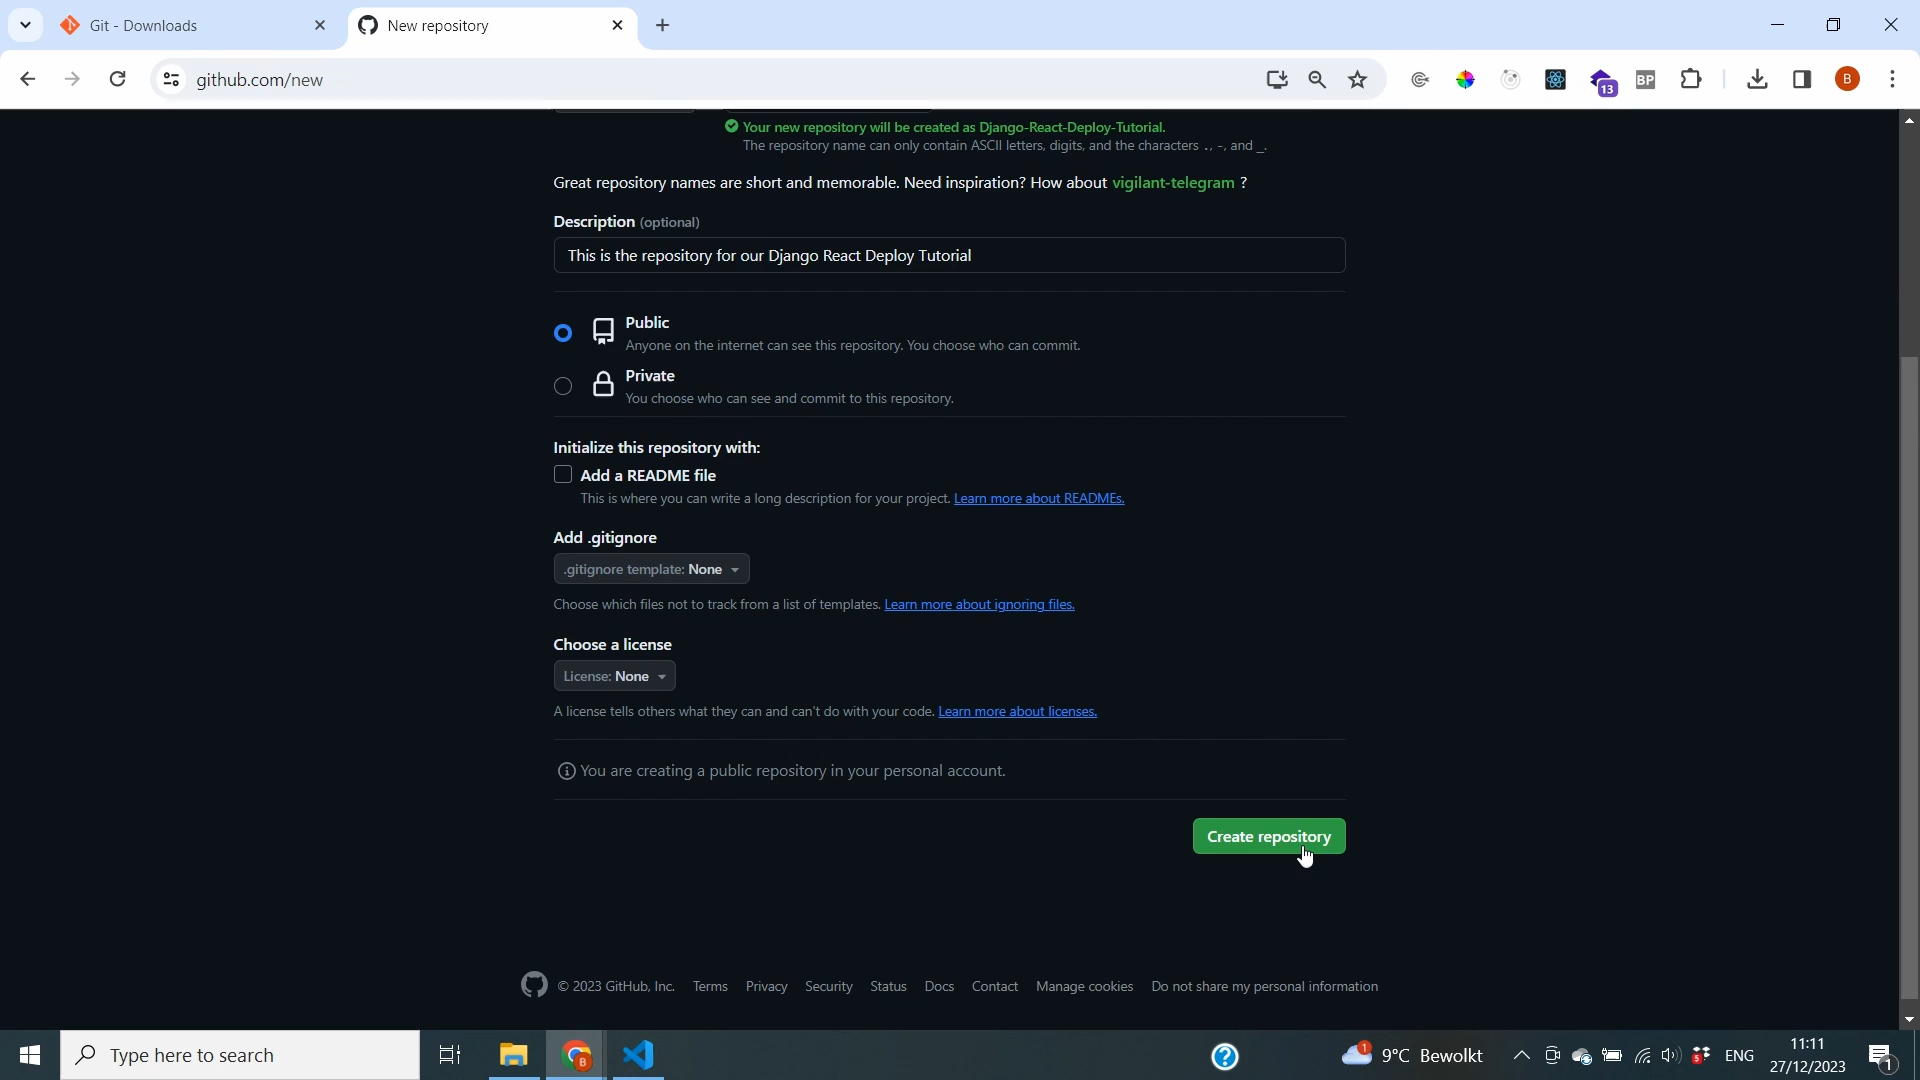 Git - Downloads
New repository
github.com/new
13
BP
B
Your new repository will be created as Django-React-Deploy-Tutorial.
The repository name can only contain ASCII letters, digits, and the characters ., -, and _.
Great repository names are short and memorable. Need inspiration? How about vigilant-telegram ?
Description (optional)
This is the repository for our Django React Deploy Tutorial
Public
Anyone on the internet can see this repository. You choose who can commit.
Private
You choose who can see and commit to this repository.
Initialize this repository with:
Add a README file
This is where you can write a long description for your project. Learn more about READMEs.
Add .gitignore
.gitignore template: None
Choose which files not to track from a list of templates. Learn more about ignoring files.
Choose a license
License: None
A license tells others what they can and can't do with your code. Learn more about licenses.
You are creating a public repository in your personal account.
Create repository
© 2023 GitHub, Inc. Terms Privacy Security Status Docs Contact Manage cookies Do not share my personal information
Type here to search
B
1
9°C Bewolkt
5
ENG
11:11
27/12/2023
1